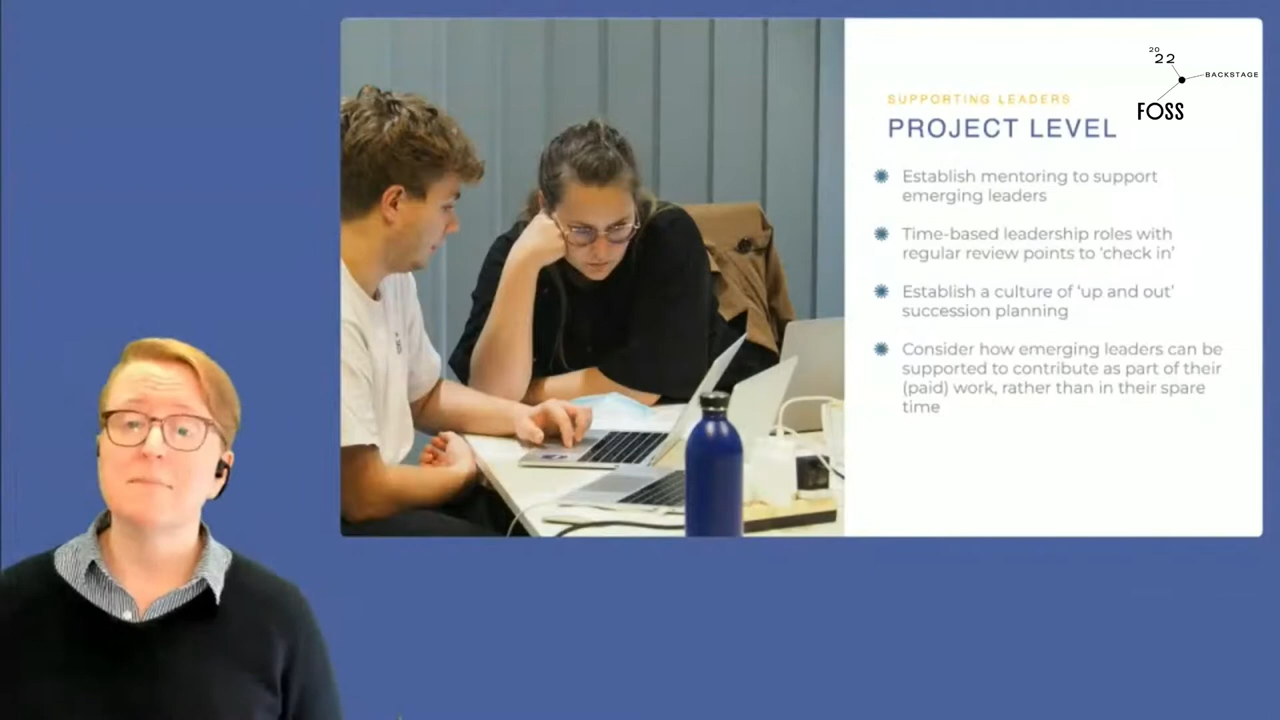 20
22
BACKSTAGE
FOSS
SUPPORTING LEADERS
PROJECT LEVEL
Establish mentoring to support
emerging leaders
Time-based leadership roles with
regular review points to ‘check in’
Establish a culture of ‘up and out’
succession planning
Consider how emerging leaders can be
supported to contribute as part of their
(paid) work, rather than in their spare
time